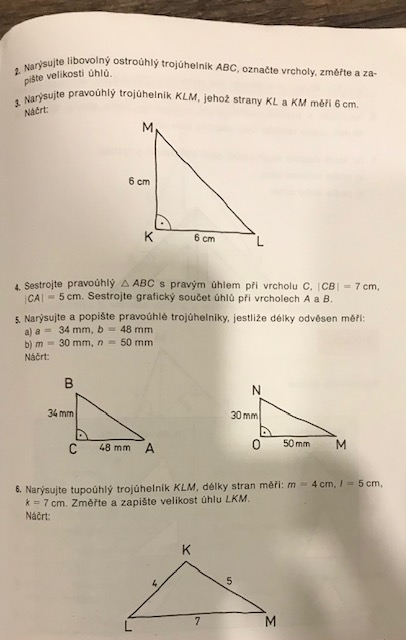 2. Narýsujte libovolný ostroúhlý trojúhelník ABC, označte vrcholy, změřte a za-
pište velikosti úhlů.
3. Narýsujte pravoúhlý trojúhelník KLM, jehož strany KL a KM měří 6 cm.
Náčrt:
M
6 cm
K
6 cm
L
4. Sestrojte pravoúhlý △ ABC s pravým úhlem při vrcholu C, |CB| = 7 cm,
|CA| = 5 cm. Sestrojte grafický součet úhlů při vrcholech A a B.
5. Narýsujte a popište pravoúhlé trojúhelníky, jestliže délky odvěsen měří:
a) a = 34 mm, b = 48 mm
b) m = 30 mm, n = 50 mm
Náčrt:
B
34 mm
C
48 mm
A
N
30 mm
O
50 mm
M
6. Narýsujte tupoúhlý trojúhelník KLM, délky stran měří: m = 4 cm, l = 5 cm,
k = 7 cm. Změřte a zapište velikost úhlu LKM.
Náčrt:
K
4
5
L
7
M